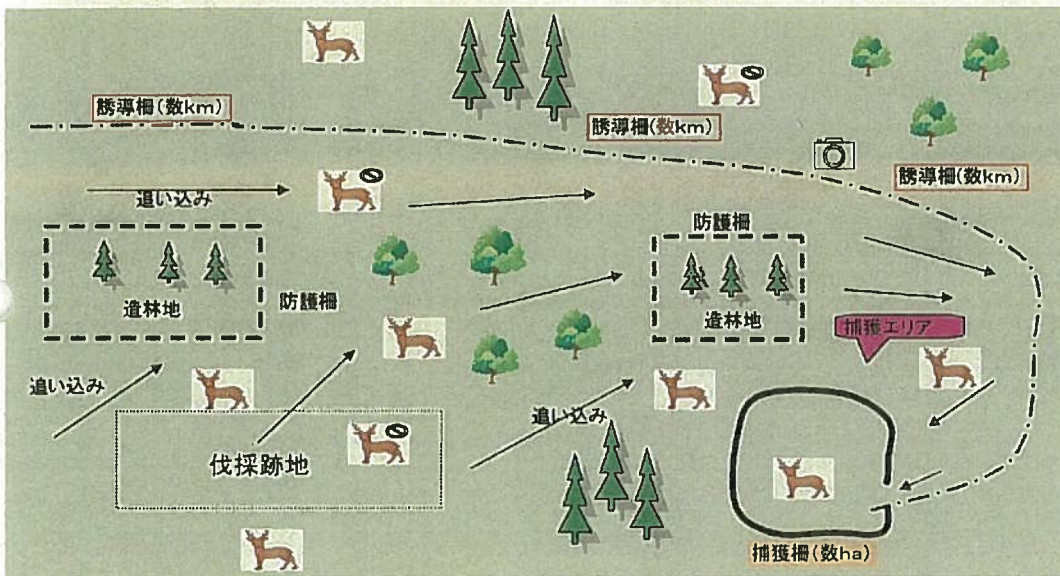 誘導柵(数km)
誘導柵(数km)
誘導柵(数km)
追い込み
防護柵
造林地
防護柵
造林地
捕獲エリア
追い込み
追い込み
伐採跡地
捕獲柵(数ha)